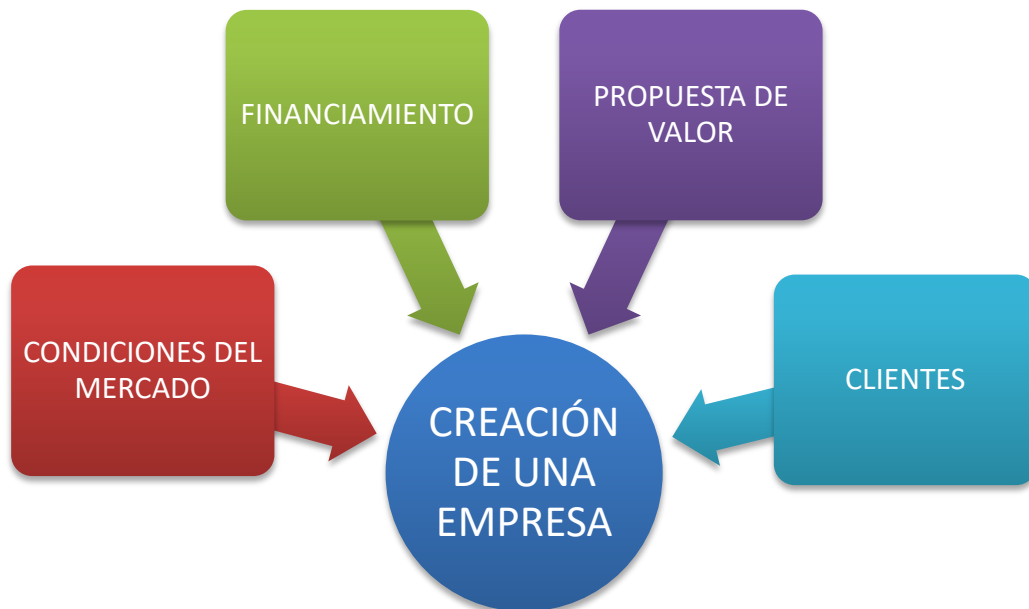 FINANCIAMIENTO
PROPUESTA DE
VALOR
CONDICIONES DEL
MERCADO
CLIENTES
CREACIÓN
DE UNA
EMPRESA